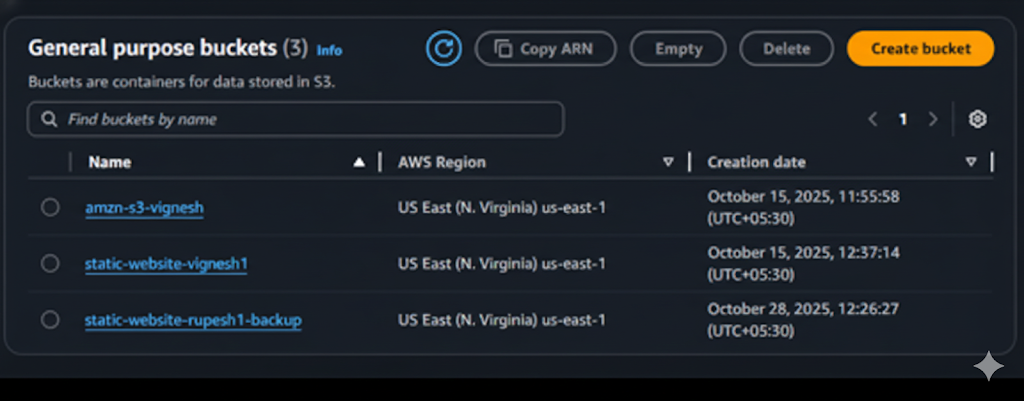 General purpose buckets (3) Info
Copy ARN
Empty
Delete
Create bucket
Buckets are containers for data stored in S3.
Find buckets by name
1
Name AWS Region Creation date
amzn-s3-vignesh US East (N. Virginia) us-east-1 October 15, 2025, 11:55:58
(UTC+05:30)
static-website-vignesh1 US East (N. Virginia) us-east-1 October 15, 2025, 12:37:14
(UTC+05:30)
static-website-rupesh1-backup US East (N. Virginia) us-east-1 October 28, 2025, 12:26:27
(UTC+05:30)